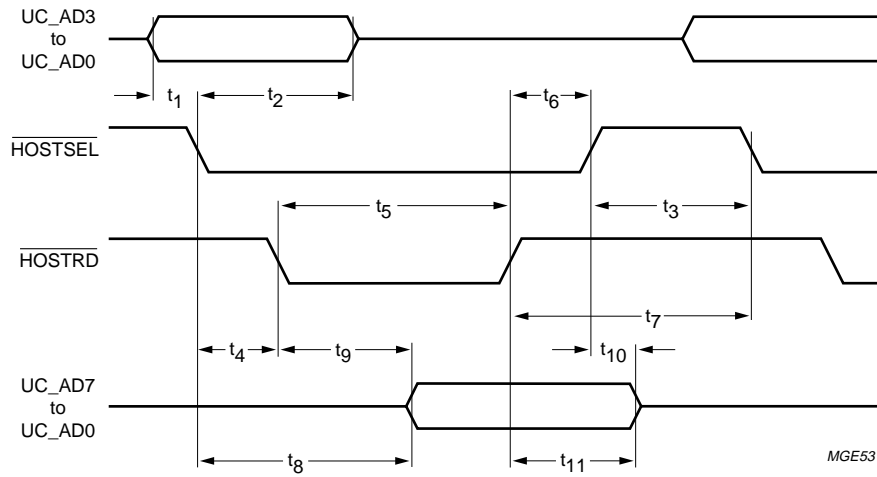 UC_AD3
to
UC_AD0
t1
t2
t6
HOSTSEL
t5
t3
HOSTRD
t7
t4
t9
t10
UC_AD7
to
UC_AD0
t8
t11
MGE53